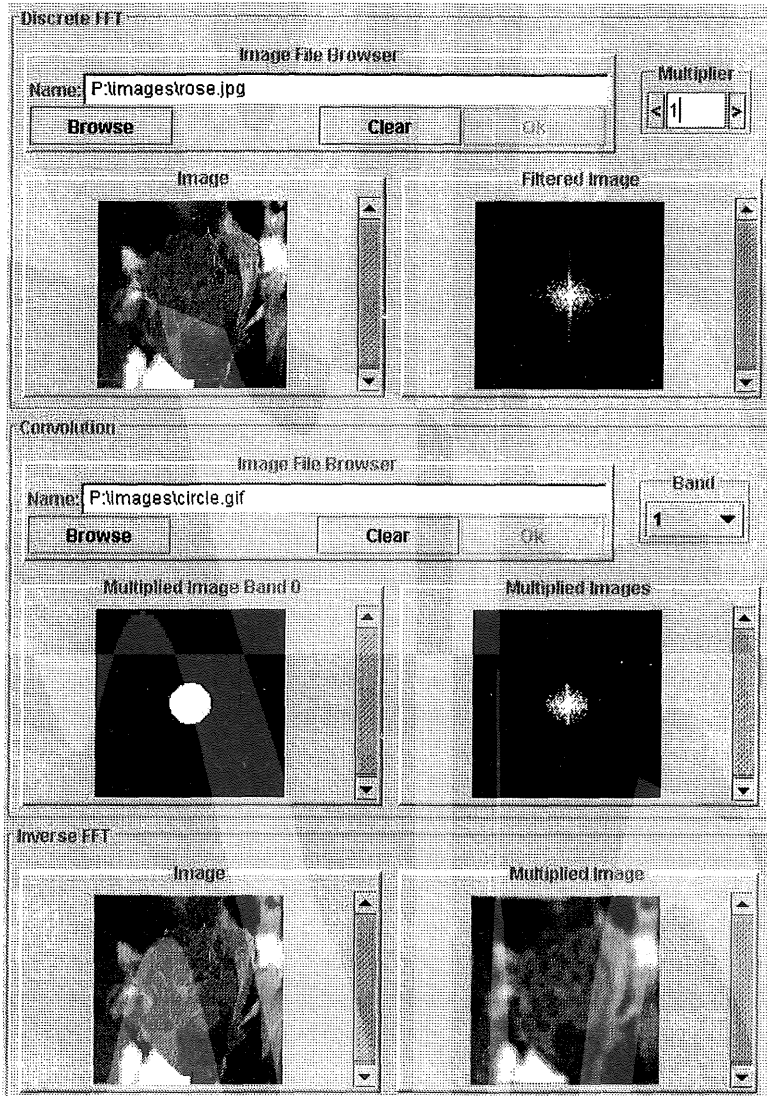 Discrete FFT
Image File Browser
Name: P:\images\rose.jpg
Multiplier
< 1 >
Browse Clear Ok
Image Filtered Image
Convolution
Image File Browser
Name: P:\images\circle.gif
Band
1
Browse Clear Ok
Multiplied Image Band 0 Multiplied Images
Inverse FFT
Image Multiplied Image